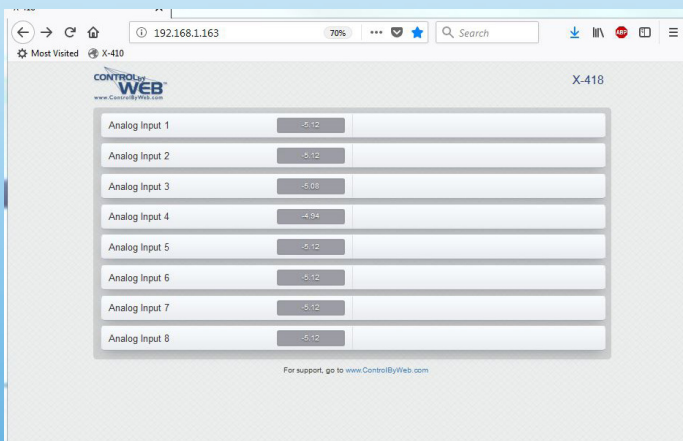 192.168.1.163
70%
Search
ABP
Most Visited
X-410
CONTROL by WEB
www.ControlByWeb.com
X-418
Analog Input 1 -5.12
Analog Input 2 -5.12
Analog Input 3 -5.08
Analog Input 4 -4.94
Analog Input 5 -5.12
Analog Input 6 -5.12
Analog Input 7 -5.12
Analog Input 8 -5.12
For support, go to www.ControlByWeb.com